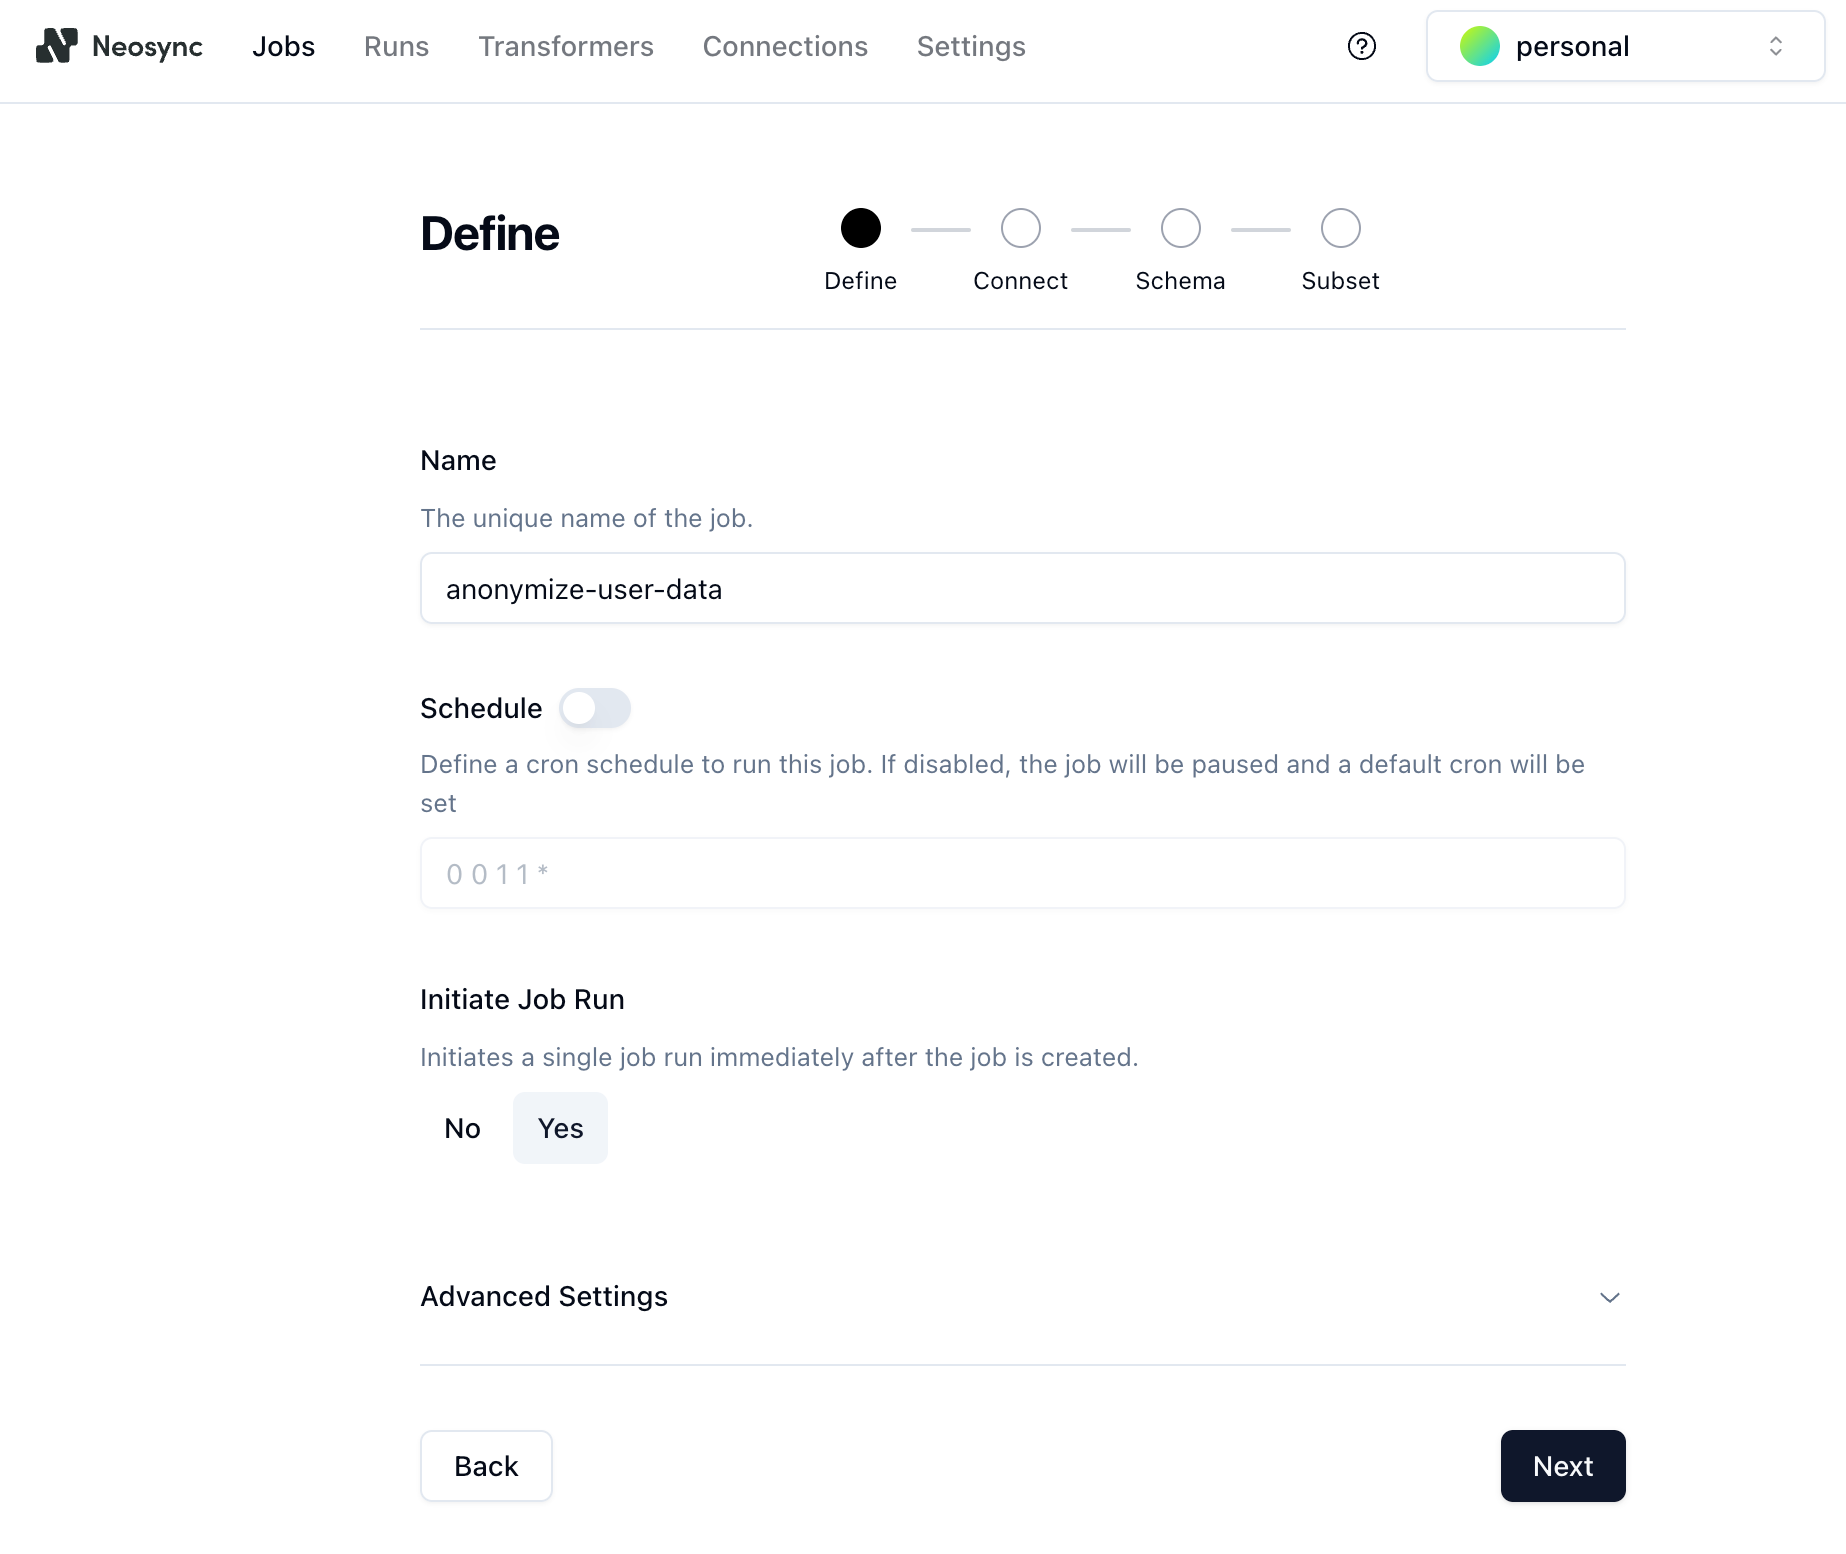 Neosync Jobs Runs Transformers Connections Settings personal
Define
Define Connect Schema Subset
Name
The unique name of the job.
anonymize-user-data
Schedule
Define a cron schedule to run this job. If disabled, the job will be paused and a default cron will be
set
0 0 1 1 *
Initiate Job Run
Initiates a single job run immediately after the job is created.
No Yes
Advanced Settings
Back Next